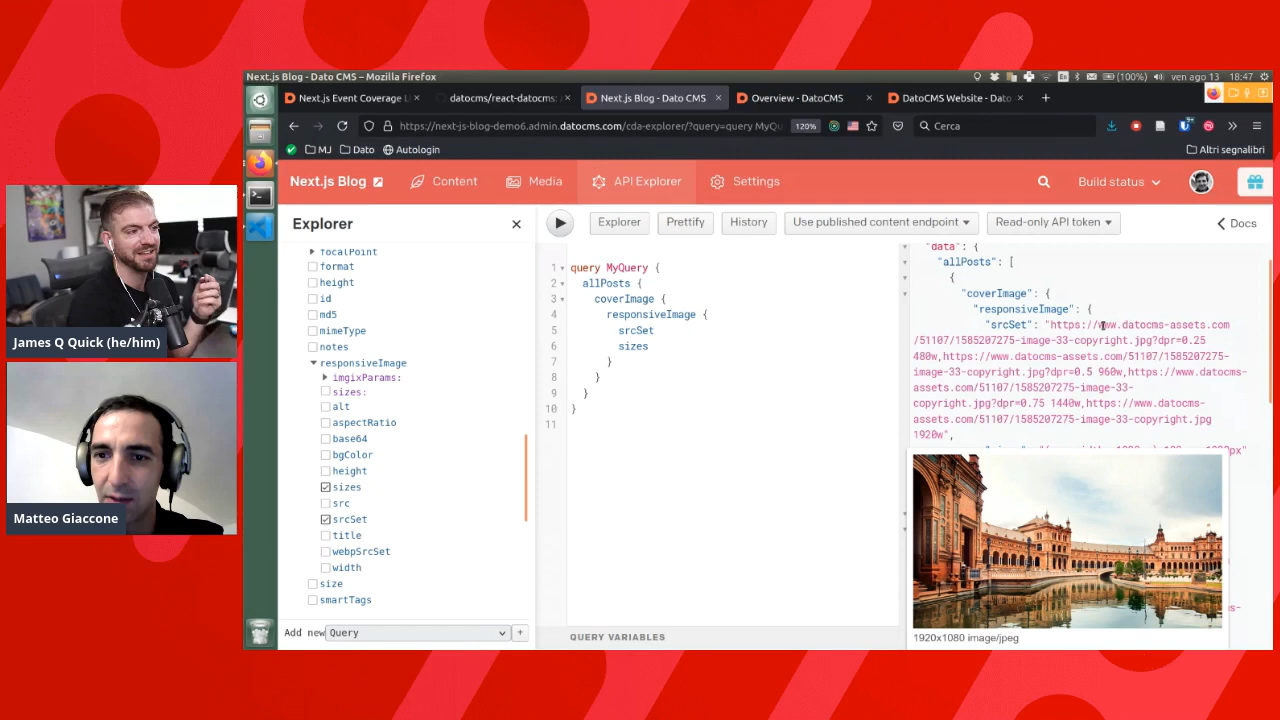 Next.js Blog - Dato CMS – Mozilla Firefox
(100%)
ven ago 13
18:47
Next.js Event Coverage
datocms/react-datocms:
Next.js Blog - Dato CMS
Overview - DatoCMS
DatoCMS Website - Dato
https://next-js-blog-demo6.admin.datocms.com/cda-explorer/?query=query MyQu
120%
Cerca
MJ
Dato
Autologin
Altri segnalibri
Next.js Blog
Content
Media
API Explorer
Settings
Build status
Explorer
Explorer
Prettify
History
Use published content endpoint
Read-only API token
Docs
focalPoint
format
height
id
md5
mimeType
notes
responsiveImage
imgixParams:
sizes:
alt
aspectRatio
base64
bgColor
height
sizes
src
srcSet
title
webpSrcSet
width
size
smartTags
Add new
Query
+
1 query MyQuery {
2 allPosts {
3 coverImage {
4 responsiveImage {
5 srcSet
6 sizes
7 }
8 }
9 }
10 }
11
QUERY VARIABLES
"data": {
"allPosts": [
{
"coverImage": {
"responsiveImage": {
"srcSet": "https://www.datocms-assets.com
/51107/1585207275-image-33-copyright.jpg?dpr=0.25
480w,https://www.datocms-assets.com/51107/1585207275-
image-33-copyright.jpg?dpr=0.5 960w,https://www.datocms-
assets.com/51107/1585207275-image-33-
copyright.jpg?dpr=0.75 1440w,https://www.datocms-
assets.com/51107/1585207275-image-33-copyright.jpg
1920w",
1920x1080 image/jpeg
James Q Quick (he/him)
Matteo Giaccone